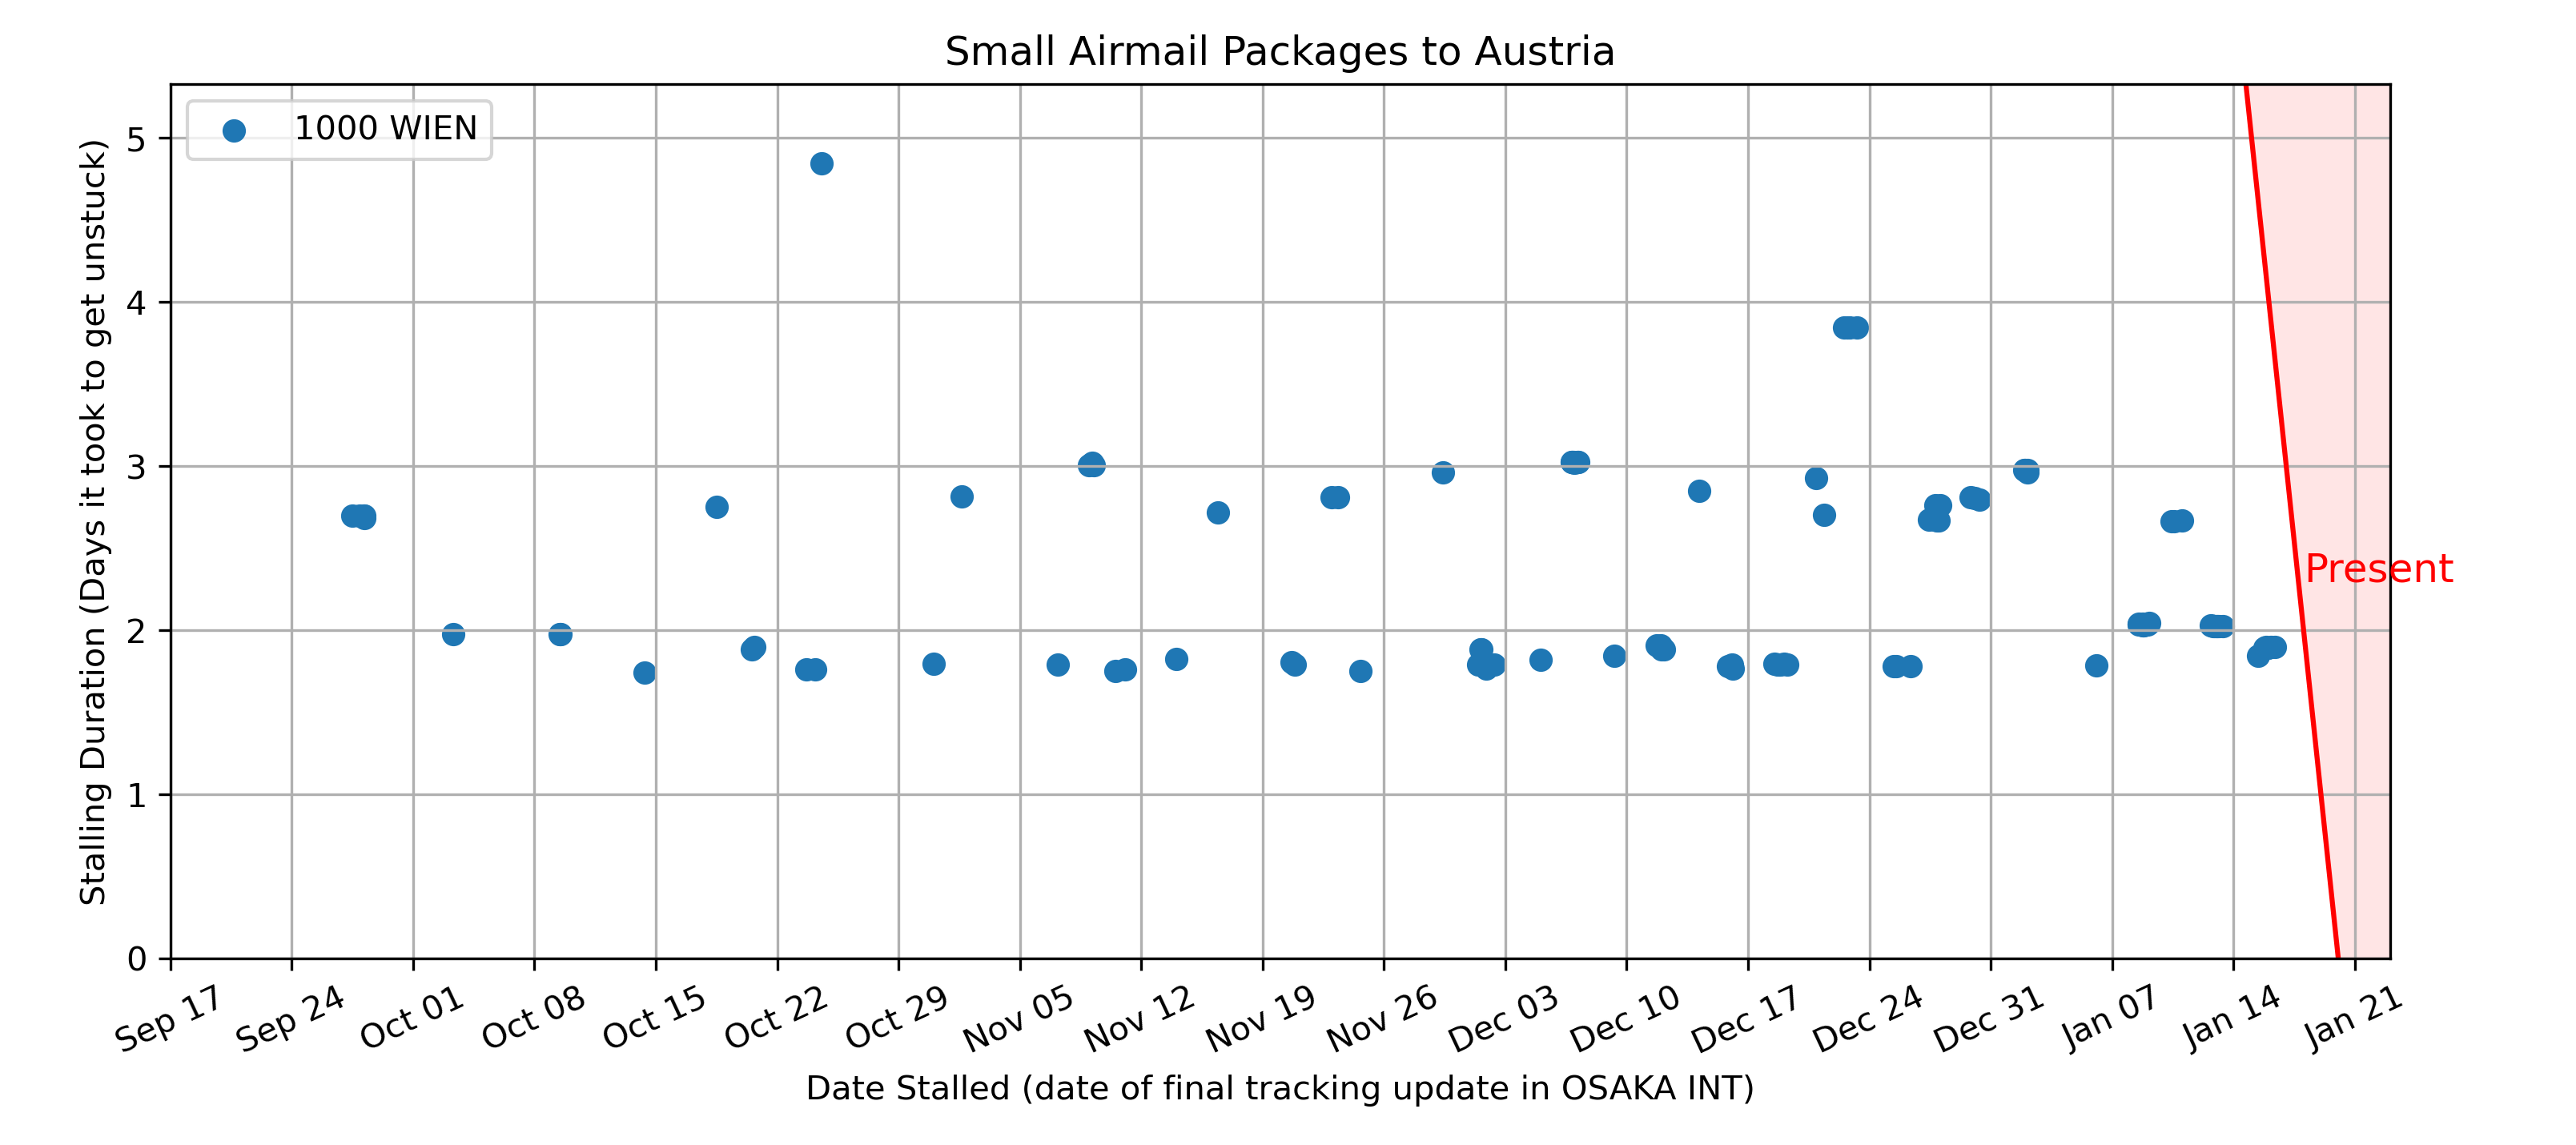 Small Airmail Packages to Austria
1000 WIEN
Stalling Duration (Days it took to get unstuck)
5
4
3
2
1
0
Present
Sep 17
Sep 24
Oct 01
Oct 08
Oct 15
Oct 22
Oct 29
Nov 05
Nov 12
Nov 19
Nov 26
Dec 03
Dec 10
Dec 17
Dec 24
Dec 31
Jan 07
Jan 14
Jan 21
Date Stalled (date of final tracking update in OSAKA INT)